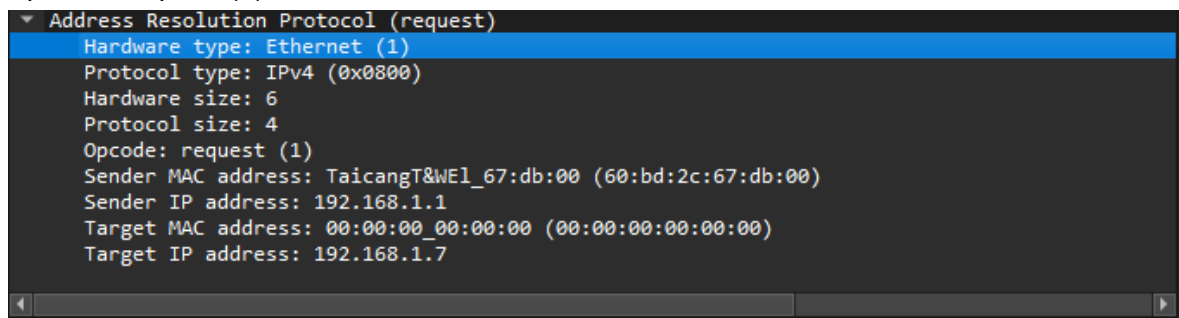 Address Resolution Protocol (request)
Hardware type: Ethernet (1)
Protocol type: IPv4 (0x0800)
Hardware size: 6
Protocol size: 4
Opcode: request (1)
Sender MAC address: TaicangT&WEl_67:db:00 (60:bd:2c:67:db:00)
Sender IP address: 192.168.1.1
Target MAC address: 00:00:00_00:00:00 (00:00:00:00:00:00)
Target IP address: 192.168.1.7